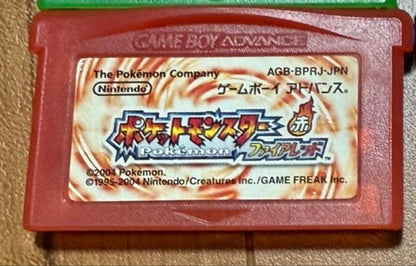 GAME BOY ADVANCE
The Pokémon Company AGB-BPRJ-JPN
Nintendo ゲームボーイ アドバンス®
ポケットモンスター 赤
Pokémon ファイアレッド™
©2004 Pokémon.
©1995-2004 Nintendo/Creatures inc./GAME FREAK inc.